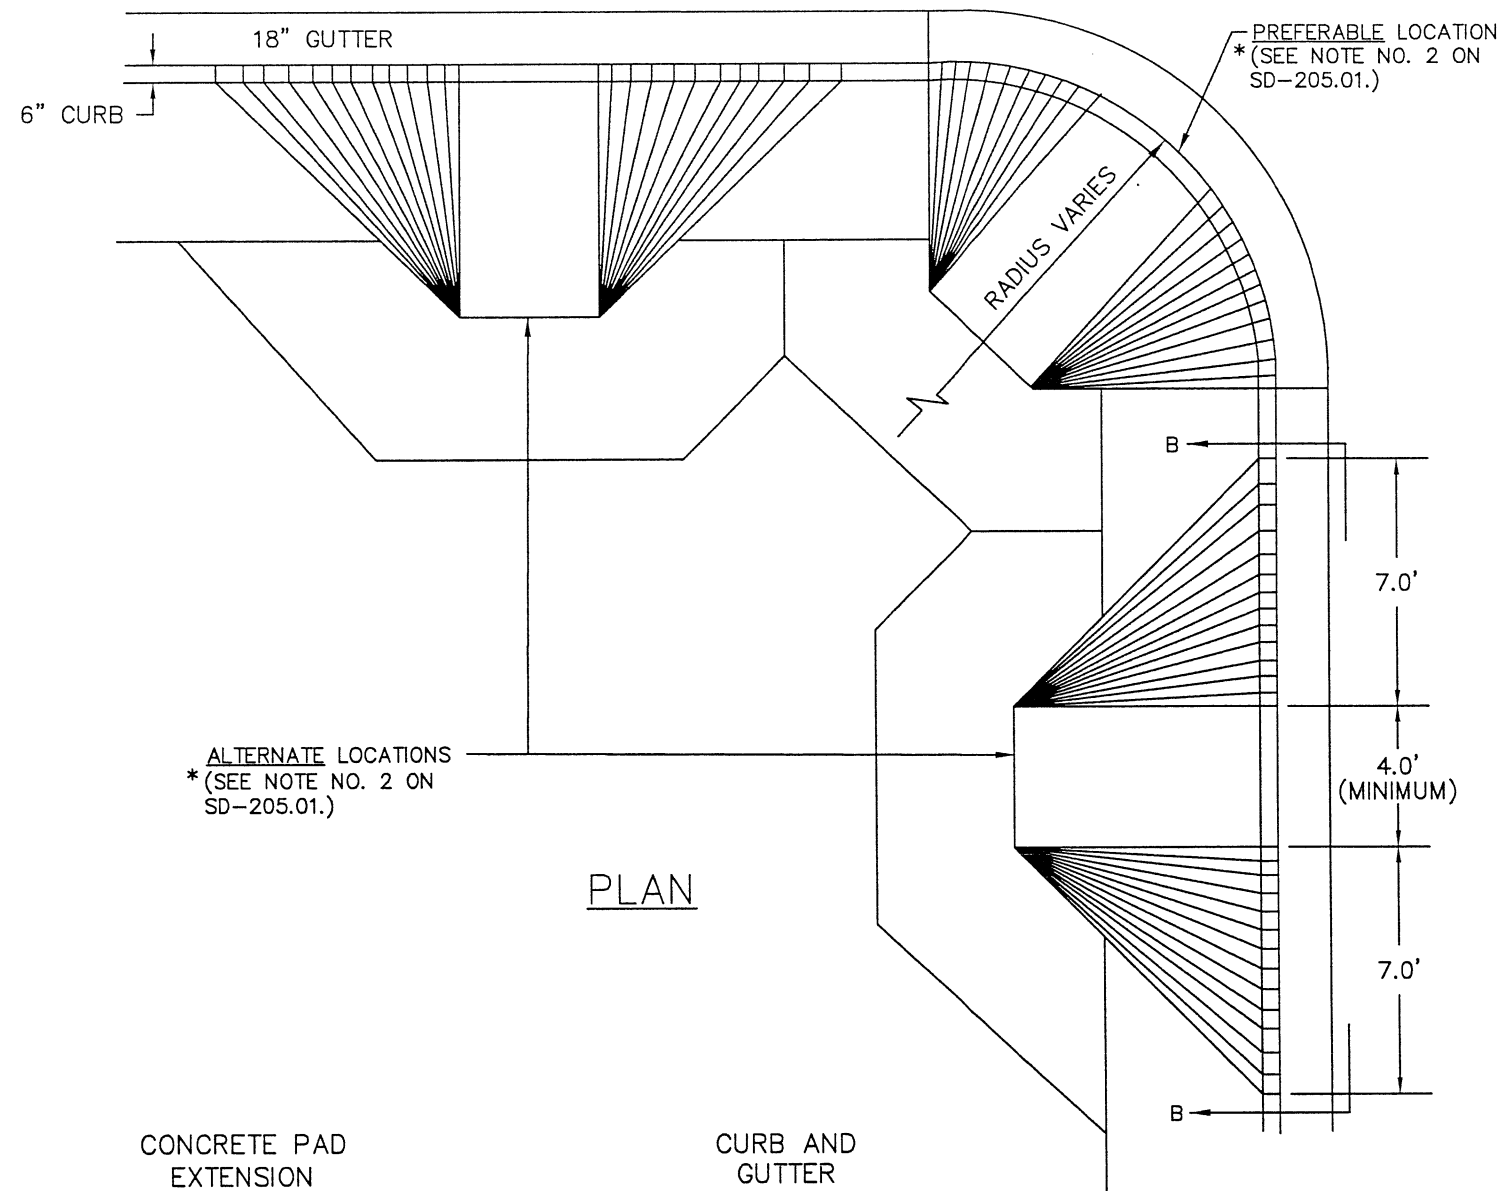 18" GUTTER
6" CURB
PREFERABLE LOCATION
*(SEE NOTE NO. 2 ON
SD-205.01.)
RADIUS VARIES
B
7.0'
4.0'
(MINIMUM)
7.0'
B
ALTERNATE LOCATIONS
*(SEE NOTE NO. 2 ON
SD-205.01.)
PLAN
CONCRETE PAD
EXTENSION
CURB AND
GUTTER